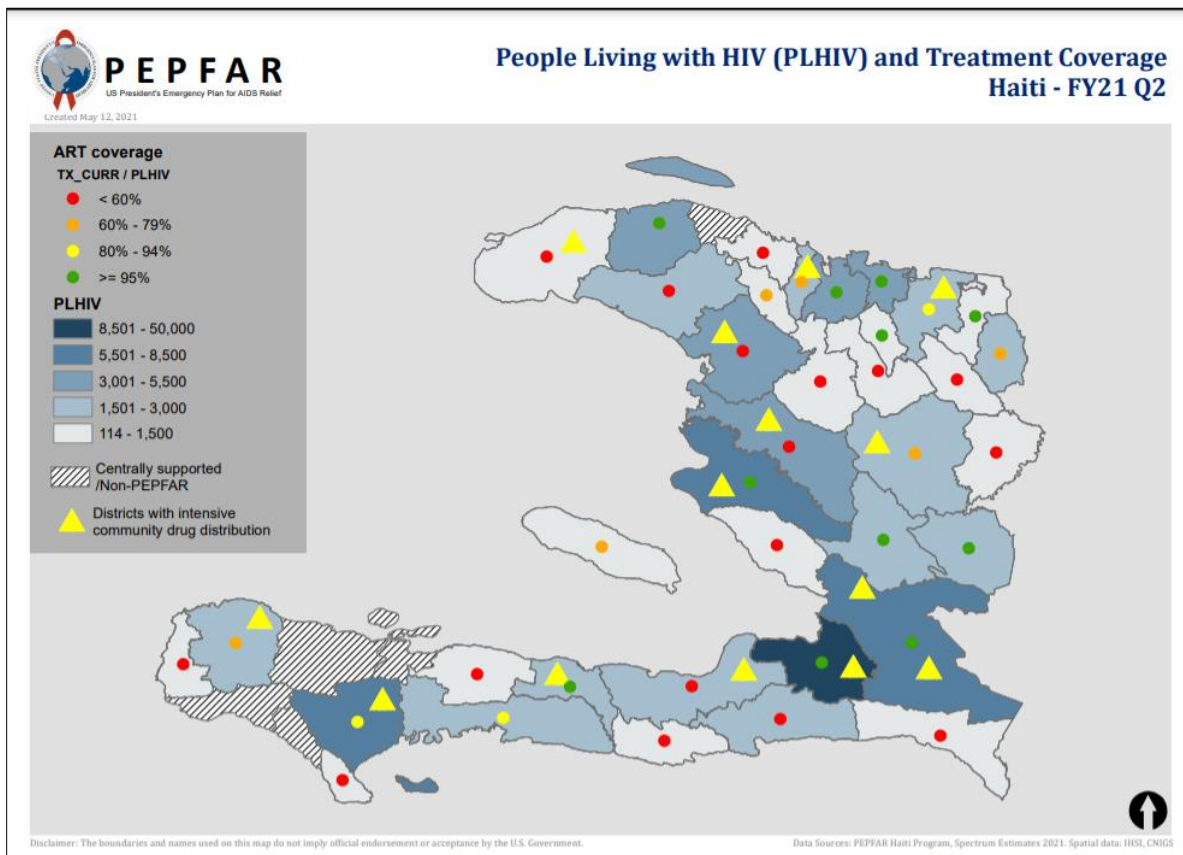 PEPFAR
US President's Emergency Plan for AIDS Relief
Created May 12, 2021
People Living with HIV (PLHIV) and Treatment Coverage
Haiti - FY21 Q2
ART coverage
TX_CURR / PLHIV
< 60%
60% - 79%
80% - 94%
>= 95%
PLHIV
8,501 - 50,000
5,501 - 8,500
3,001 - 5,500
1,501 - 3,000
114 - 1,500
Centrally supported
/Non-PEPFAR
Districts with intensive
community drug distribution
Disclaimer: The boundaries and names used on this map do not imply official endorsement or acceptance by the U.S. Government.
Data Sources: PEPFAR Haiti Program, Spectrum Estimates 2021. Spatial data: IHSI, CNIGS